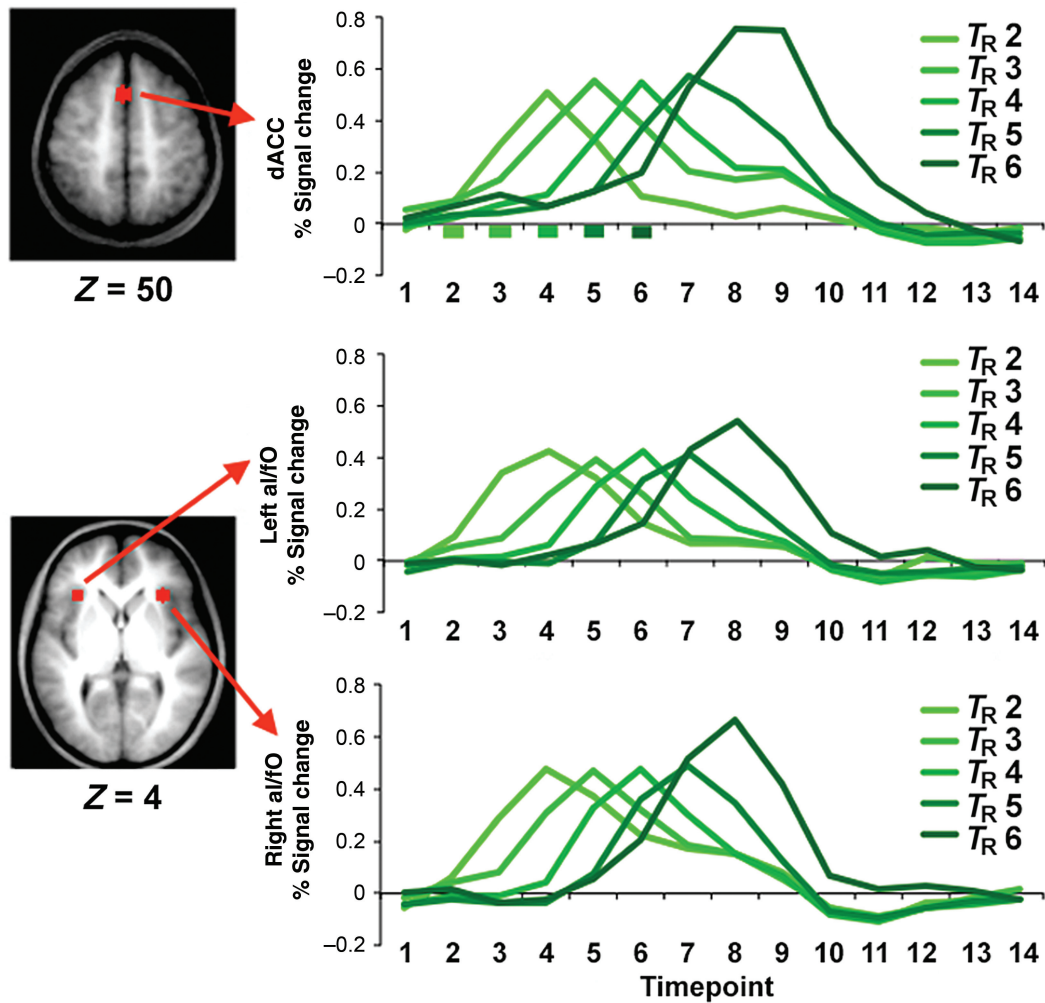 Z = 50
dACC
% Signal change
0.8
0.6
0.4
0.2
0
–0.2
1 2 3 4 5 6 7 8 9 10 11 12 13 14
TR 2
TR 3
TR 4
TR 5
TR 6
Z = 4
Left aI/fO
% Signal change
0.8
0.6
0.4
0.2
0
–0.2
1 2 3 4 5 6 7 8 9 10 11 12 13 14
TR 2
TR 3
TR 4
TR 5
TR 6
Right aI/fO
% Signal change
0.8
0.6
0.4
0.2
0
–0.2
1 2 3 4 5 6 7 8 9 10 11 12 13 14
Timepoint
TR 2
TR 3
TR 4
TR 5
TR 6